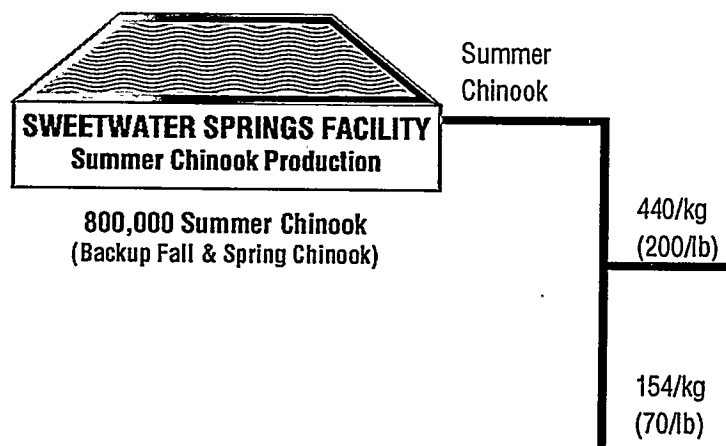 Summer
Chinook
SWEETWATER SPRINGS FACILITY
Summer Chinook Production
800,000 Summer Chinook
(Backup Fall & Spring Chinook)
440/kg
(200/lb)
154/kg
(70/lb)